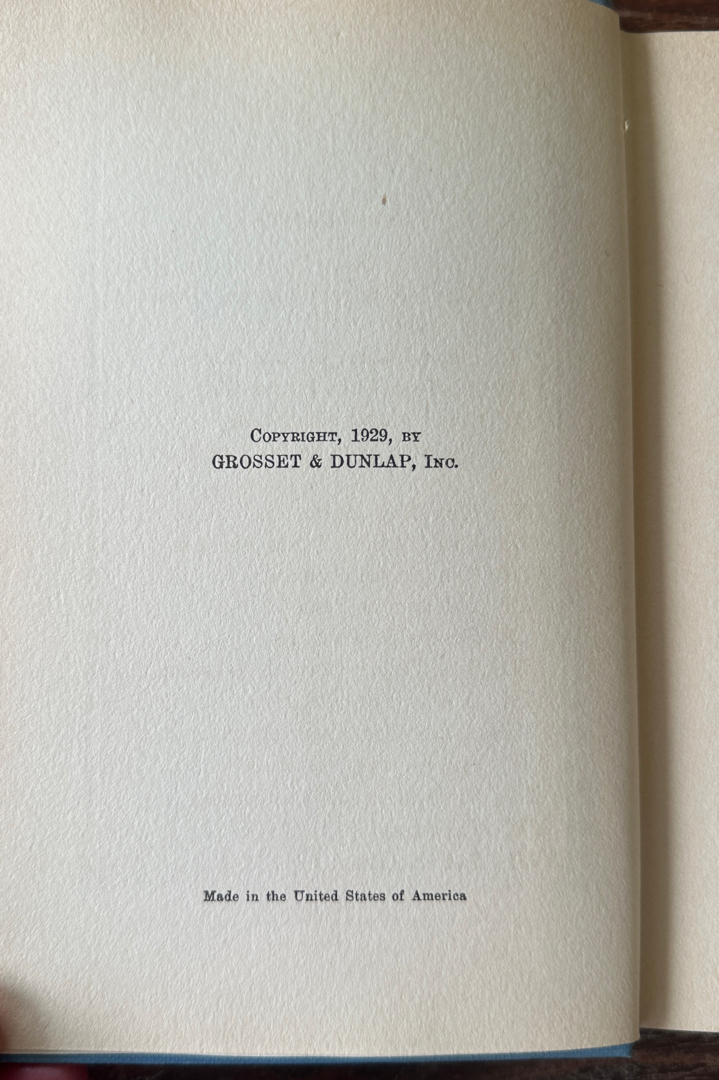 Copyright, 1929, by
GROSSET & DUNLAP, Inc.
Made in the United States of America